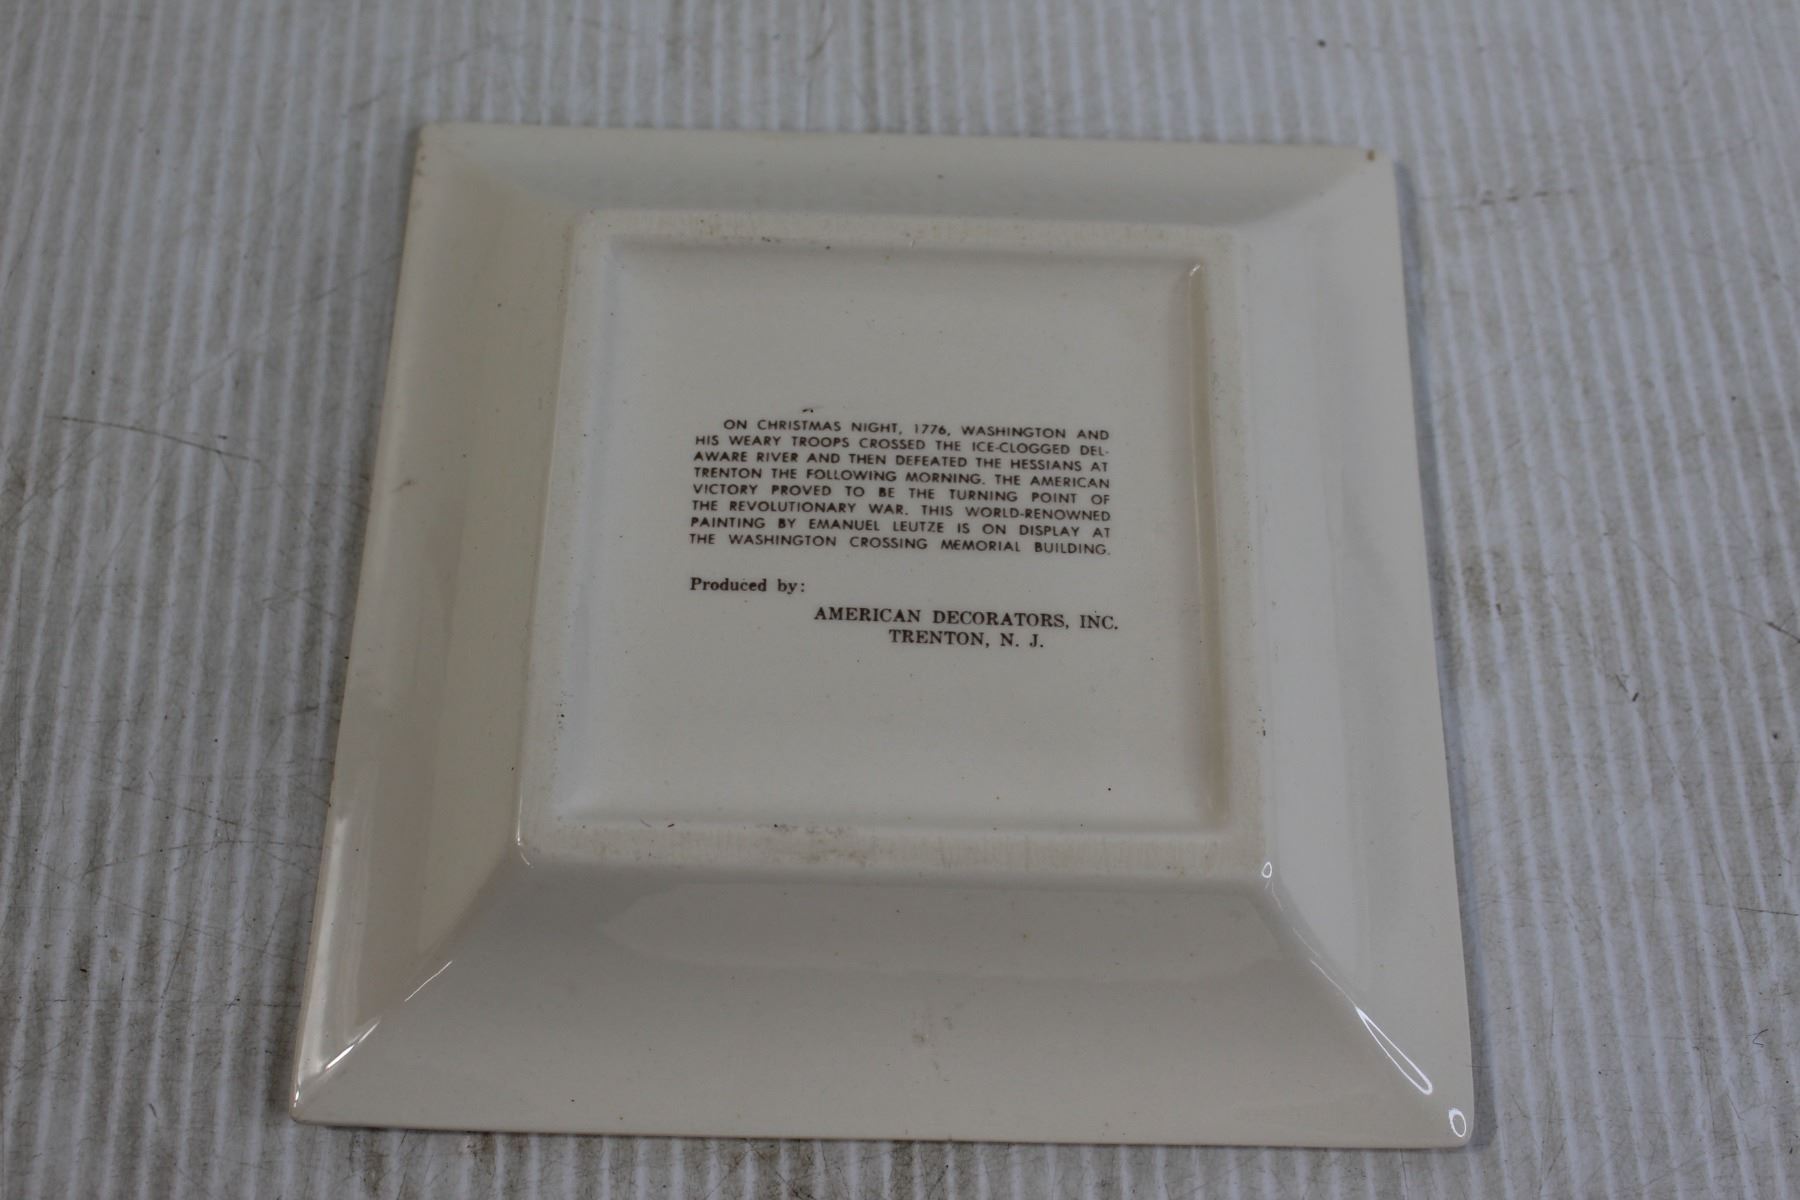 ON CHRISTMAS NIGHT, 1776, WASHINGTON AND
HIS WEARY TROOPS CROSSED THE ICE-CLOGGED DEL-
AWARE RIVER AND THEN DEFEATED THE HESSIANS AT
TRENTON THE FOLLOWING MORNING. THE AMERICAN
VICTORY PROVED TO BE THE TURNING POINT OF
THE REVOLUTIONARY WAR. THIS WORLD-RENOWNED
PAINTING BY EMANUEL LEUTZE IS ON DISPLAY AT
THE WASHINGTON CROSSING MEMORIAL BUILDING.
Produced by:
AMERICAN DECORATORS, INC.
TRENTON, N. J.